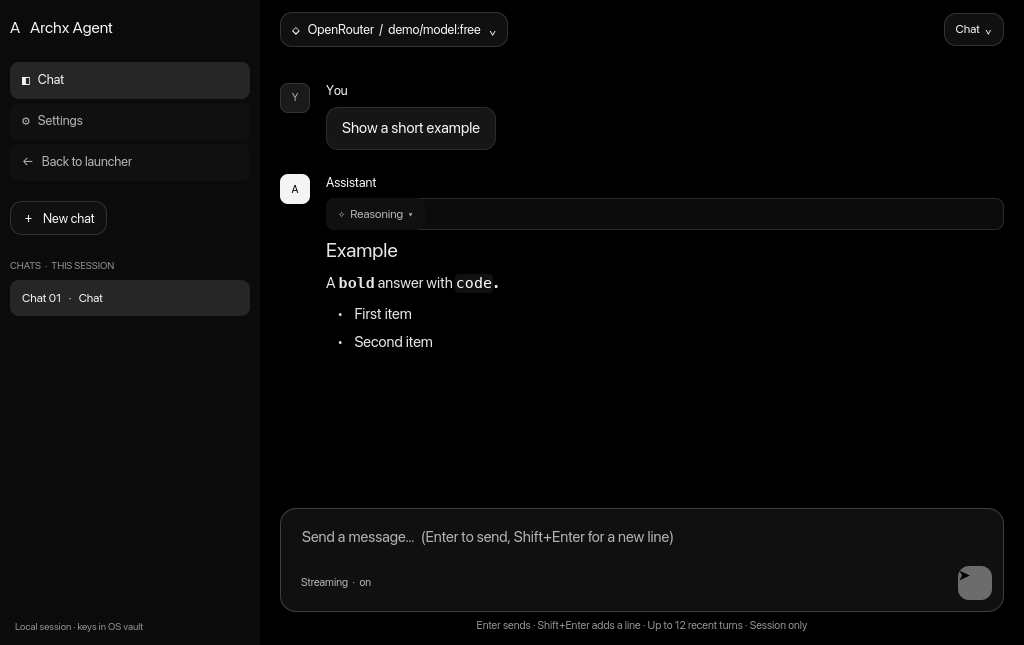 A Archx Agent
Chat
Settings
← Back to launcher
+ New chat
CHATS · THIS SESSION
Chat 01 · Chat
Local session · keys in OS vault
OpenRouter / demo/model:free
Chat
Y
You
Show a short example
A
Assistant
Reasoning
Example
A bold answer with code.
• First item
• Second item
Send a message... (Enter to send, Shift+Enter for a new line)
Streaming · on
Enter sends · Shift+Enter adds a line · Up to 12 recent turns · Session only